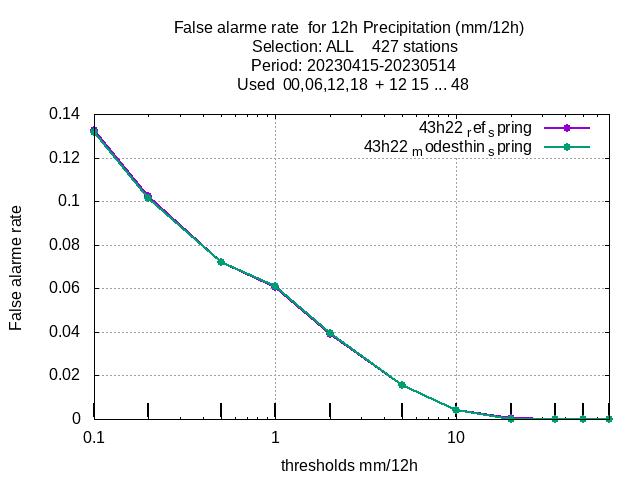 False alarme rate  for 12h Precipitation (mm/12h)
Selection: ALL    427 stations
Period: 20230415-20230514
Used  00,06,12,18  + 12 15 ... 48
0.14
43h22 ref spring
0.12
43h22 modesthin spring
0.1
False alarme rate
0.08
0.06
0.04
0.02
0
0.1
1
10
thresholds mm/12h